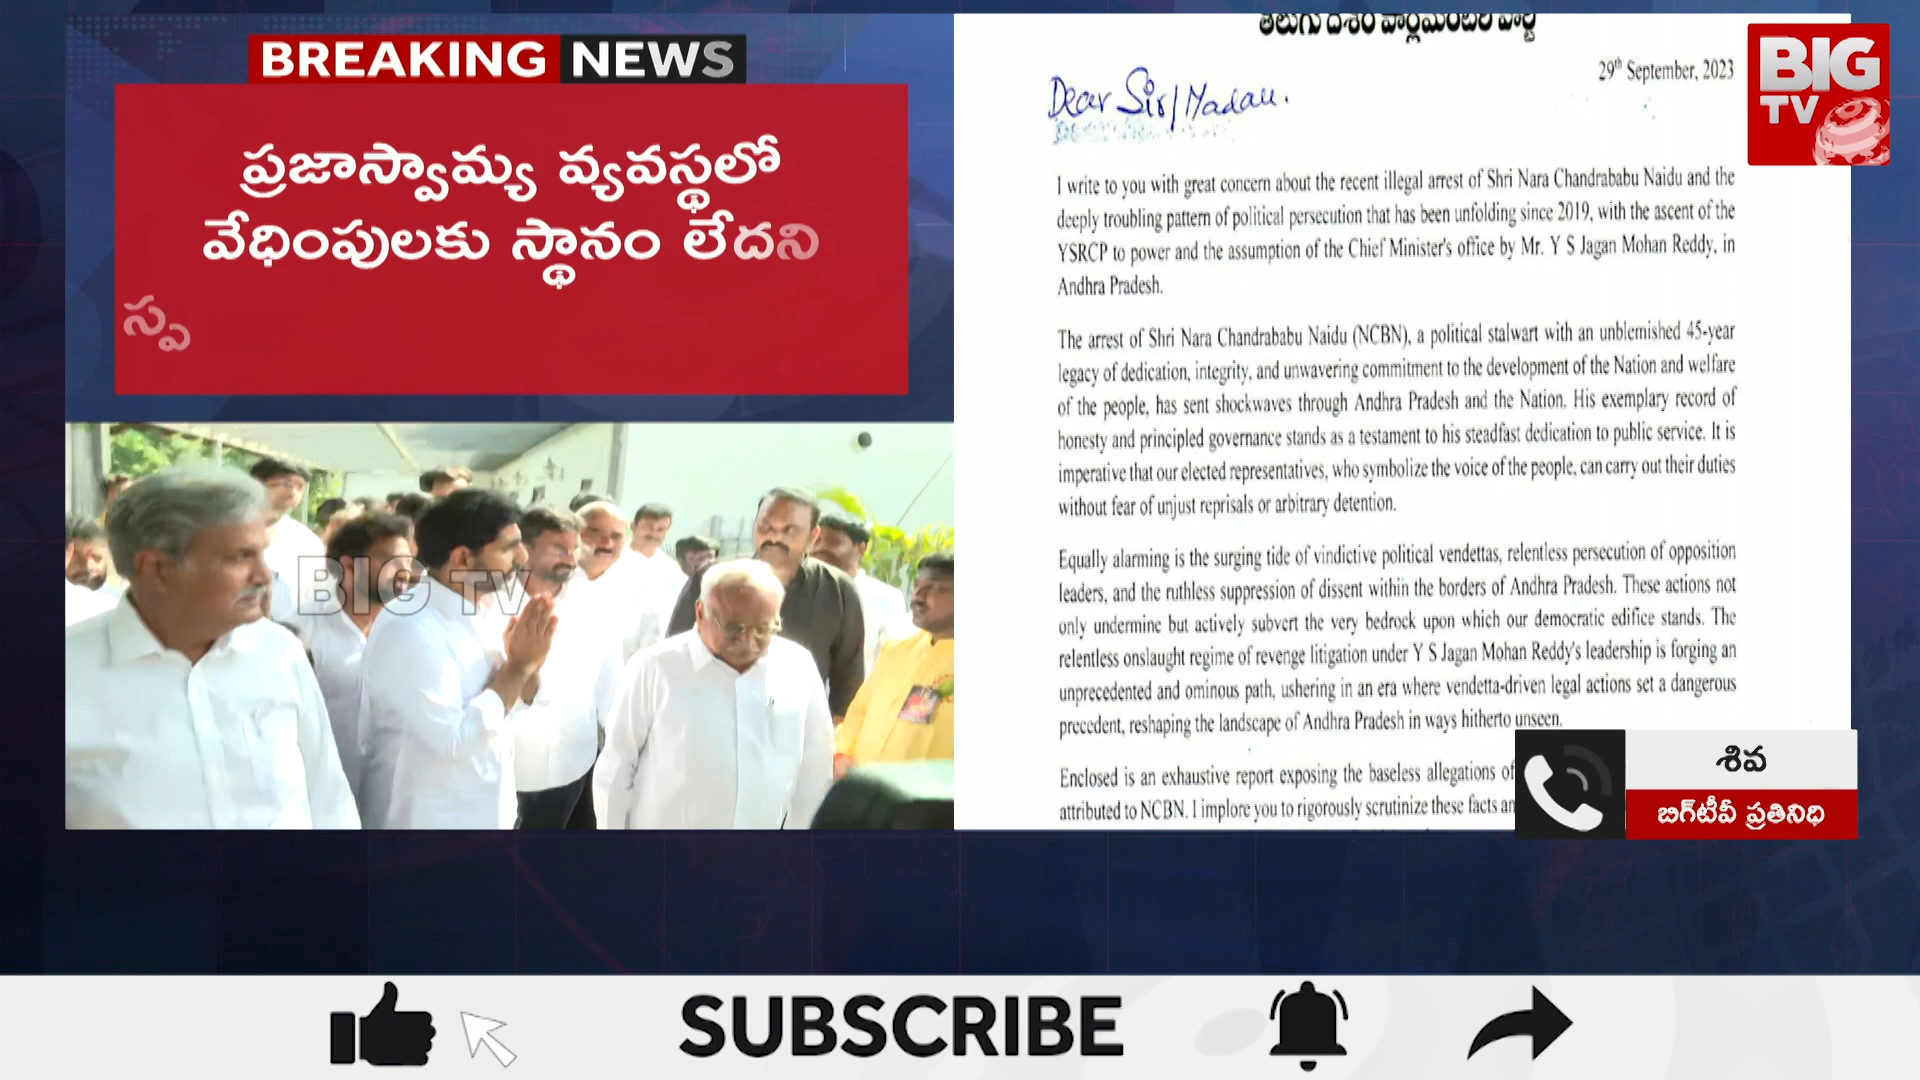 BREAKING NEWS
ప్రజాస్వామ్య వ్యవస్థలో
వేధింపులకు స్థానం లేదని
స్ప
BIG TV
తెలుగు దేశం పార్లమెంటరీ పార్టీ
29th September, 2023
Dear Sir/Madam.
I write to you with great concern about the recent illegal arrest of Shri Nara Chandrababu Naidu and the
deeply troubling pattern of political persecution that has been unfolding since 2019, with the ascent of the
YSRCP to power and the assumption of the Chief Minister's office by Mr. Y S Jagan Mohan Reddy, in
Andhra Pradesh.
The arrest of Shri Nara Chandrababu Naidu (NCBN), a political stalwart with an unblemished 45-year
legacy of dedication, integrity, and unwavering commitment to the development of the Nation and welfare
of the people, has sent shockwaves through Andhra Pradesh and the Nation. His exemplary record of
honesty and principled governance stands as a testament to his steadfast dedication to public service. It is
imperative that our elected representatives, who symbolize the voice of the people, can carry out their duties
without fear of unjust reprisals or arbitrary detention.
Equally alarming is the surging tide of vindictive political vendettas, relentless persecution of opposition
leaders, and the ruthless suppression of dissent within the borders of Andhra Pradesh. These actions not
only undermine but actively subvert the very bedrock upon which our democratic edifice stands. The
relentless onslaught regime of revenge litigation under Y S Jagan Mohan Reddy's leadership is forging an
unprecedented and ominous path, ushering in an era where vendetta-driven legal actions set a dangerous
precedent, reshaping the landscape of Andhra Pradesh in ways hitherto unseen.
Enclosed is an exhaustive report exposing the baseless allegations of
attributed to NCBN. I implore you to rigorously scrutinize these facts an
BIG
TV
శివ
బిగ్‌టీవీ ప్రతినిధి
SUBSCRIBE